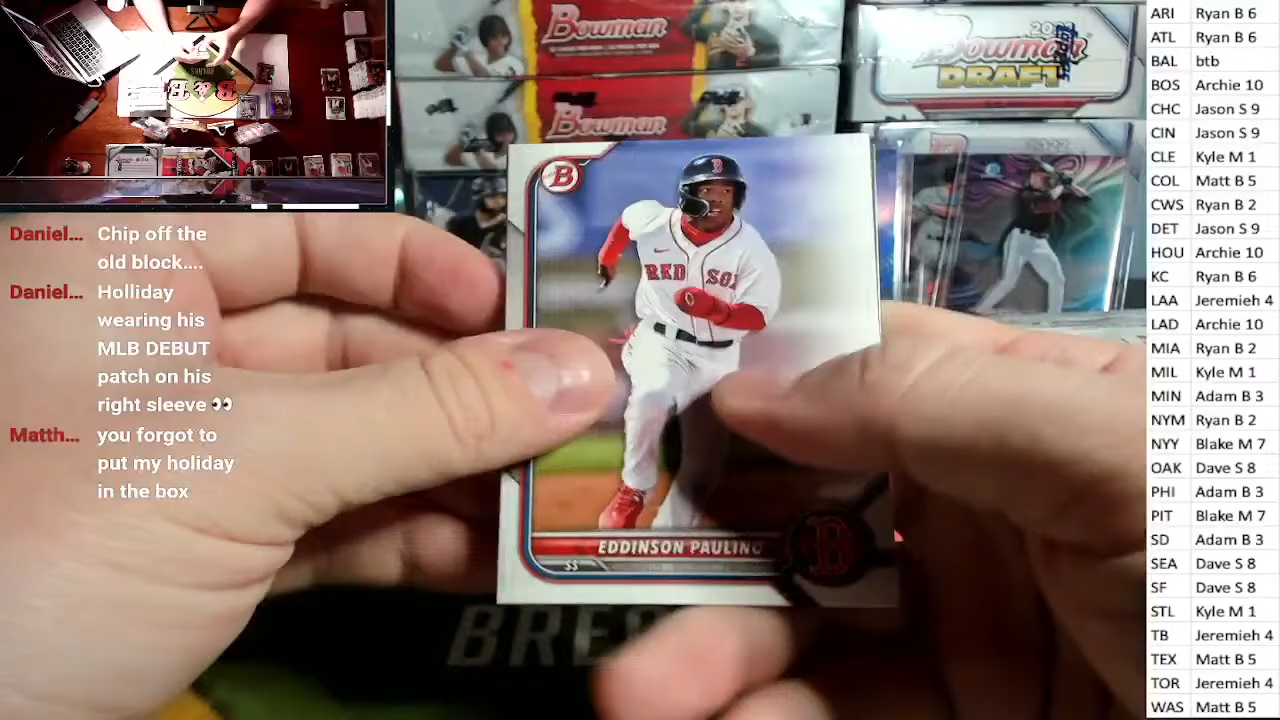 Bowman
Bowman
Bowman
DRAFT
B
B
RED SOX
EDDINSON PAULINO
SS
B
BRE
Daniel... Chip off the
old block....
Daniel... Holliday
wearing his
MLB DEBUT
patch on his
right sleeve 👀
Matth... you forgot to
put my holiday
in the box
ARI Ryan B 6
ATL Ryan B 6
BAL btb
BOS Archie 10
CHC Jason S 9
CIN Jason S 9
CLE Kyle M 1
COL Matt B 5
CWS Ryan B 2
DET Jason S 9
HOU Archie 10
KC Ryan B 6
LAA Jeremieh 4
LAD Archie 10
MIA Ryan B 2
MIL Kyle M 1
MIN Adam B 3
NYM Ryan B 2
NYY Blake M 7
OAK Dave S 8
PHI Adam B 3
PIT Blake M 7
SD Adam B 3
SEA Dave S 8
SF Dave S 8
STL Kyle M 1
TB Jeremieh 4
TEX Matt B 5
TOR Jeremieh 4
WAS Matt B 5